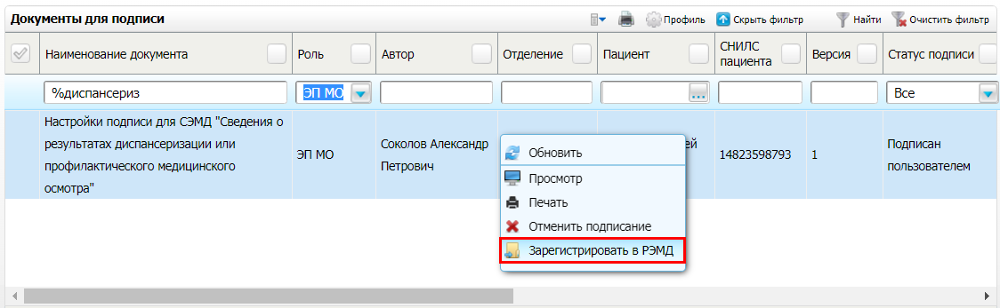 Документы для подписи
Профиль
Скрыть фильтр
Найти
Очистить фильтр
Наименование документа
Роль
Автор
Отделение
Пациент
СНИЛС
пациента
Версия
Статус подписи
%диспансериз
ЭП МО
...
Все
Настройки подписи для СЭМД "Сведения о
результатах диспансеризации или
профилактического медицинского
осмотра"
ЭП МО
Соколов Александр
Петрович
ей
14823598793
1
Подписан
пользователем
Обновить
Просмотр
Печать
Отменить подписание
Зарегистрировать в РЭМД